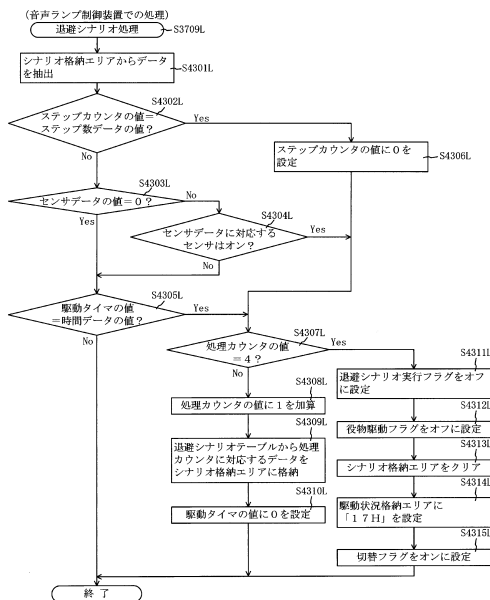 (音声ランプ制御装置での処理)
退避シナリオ処理
S3709L
シナリオ格納エリアからデータ
を抽出
S4301L
S4302L
ステップカウンタの値=
ステップ数データの値?
Yes
No
ステップカウンタの値に0を
設定
S4306L
S4303L
センサデータの値=0?
No
Yes
S4304L
センサデータに対応する
センサはオン?
Yes
No
S4305L
駆動タイマの値
=時間データの値?
Yes
No
S4307L
処理カウンタの値
=4?
Yes
No
S4308L
処理カウンタの値に1を加算
S4309L
退避シナリオテーブルから処理
カウンタに対応するデータを
シナリオ格納エリアに格納
S4310L
駆動タイマの値に0を設定
S4311L
退避シナリオ実行フラグをオフ
に設定
S4312L
役物駆動フラグをオフに設定
S4313L
シナリオ格納エリアをクリア
S4314L
駆動状況格納エリアに
「17H」を設定
S4315L
切替フラグをオンに設定
終了